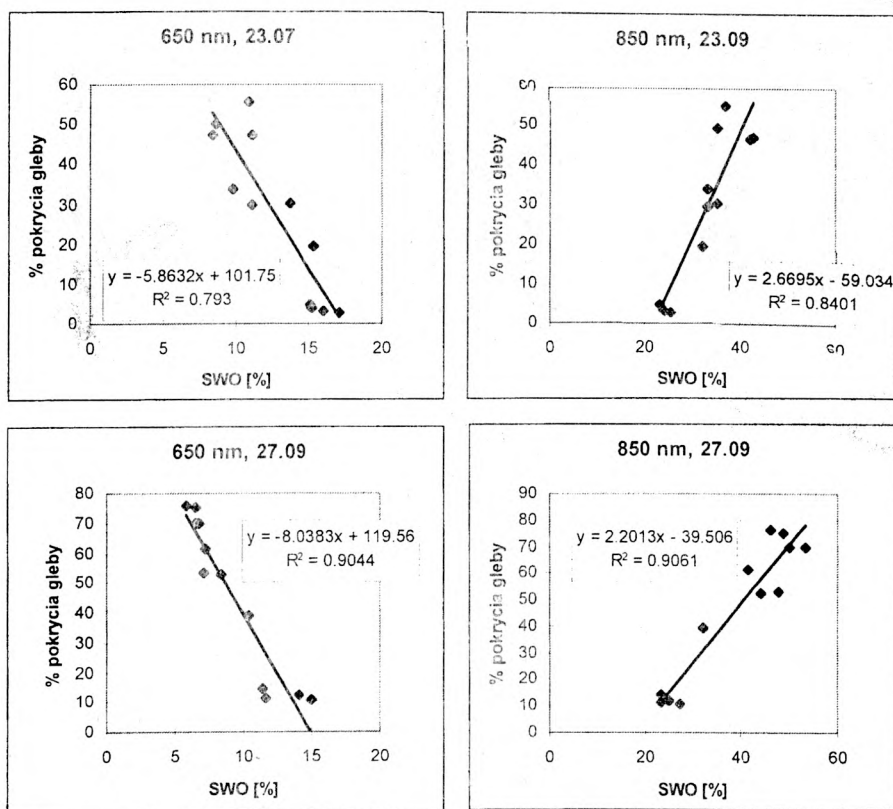 650 nm, 23.07
% pokrycia gleby
60
50
40
30
20
10
0
y = -5.8632x + 101.75
R² = 0.793
0 5 10 15 20
SWO [%]
850 nm, 23.09
% pokrycia gleby
60
50
40
30
20
10
0
y = 2.6695x - 59.034
R² = 0.8401
0 20 40 60
SWO [%]
650 nm, 27.09
% pokrycia gleby
80
70
60
50
40
30
20
10
0
y = -8.0383x + 119.56
R² = 0.9044
0 5 10 15 20
SWO [%]
850 nm, 27.09
% pokrycia gleby
90
80
70
60
50
40
30
20
10
0
y = 2.2013x - 39.506
R² = 0.9061
0 20 40 60
SWO [%]